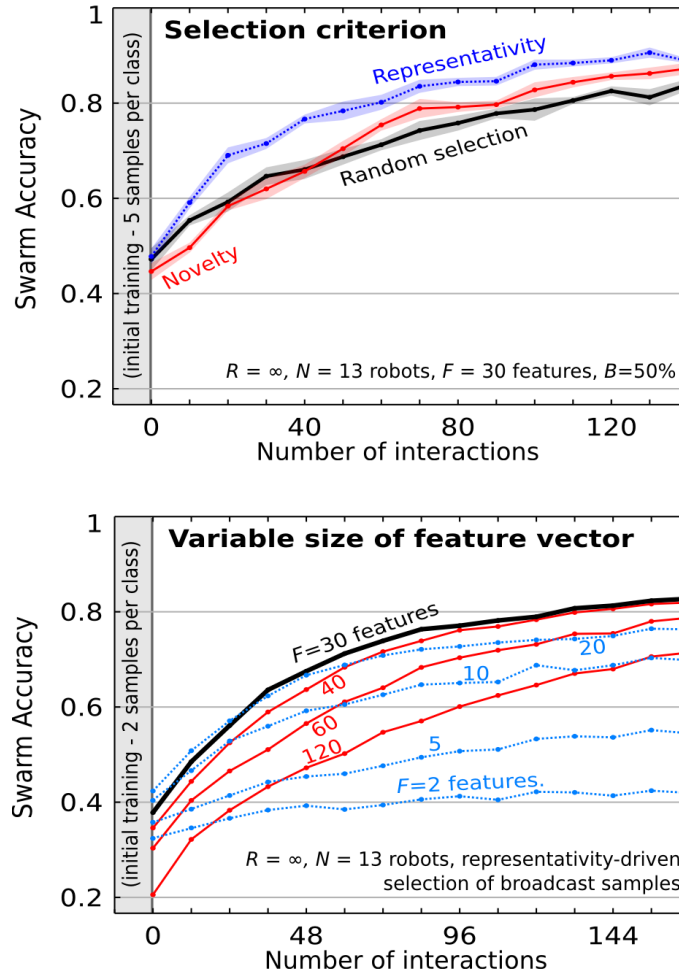 Selection criterion
Representativity
Random selection
Novelty
Swarm Accuracy
(initial training - 5 samples per class)
1
0.8
0.6
0.4
0.2
R = ∞, N = 13 robots, F = 30 features, B=50%
0 40 80 120
Number of interactions
Variable size of feature vector
F=30 features
40
60
120
20
10
5
F=2 features
Swarm Accuracy
(initial training - 2 samples per class)
1
0.8
0.6
0.4
0.2
R = ∞, N = 13 robots, representativity-driven
selection of broadcast samples
0 48 96 144
Number of interactions